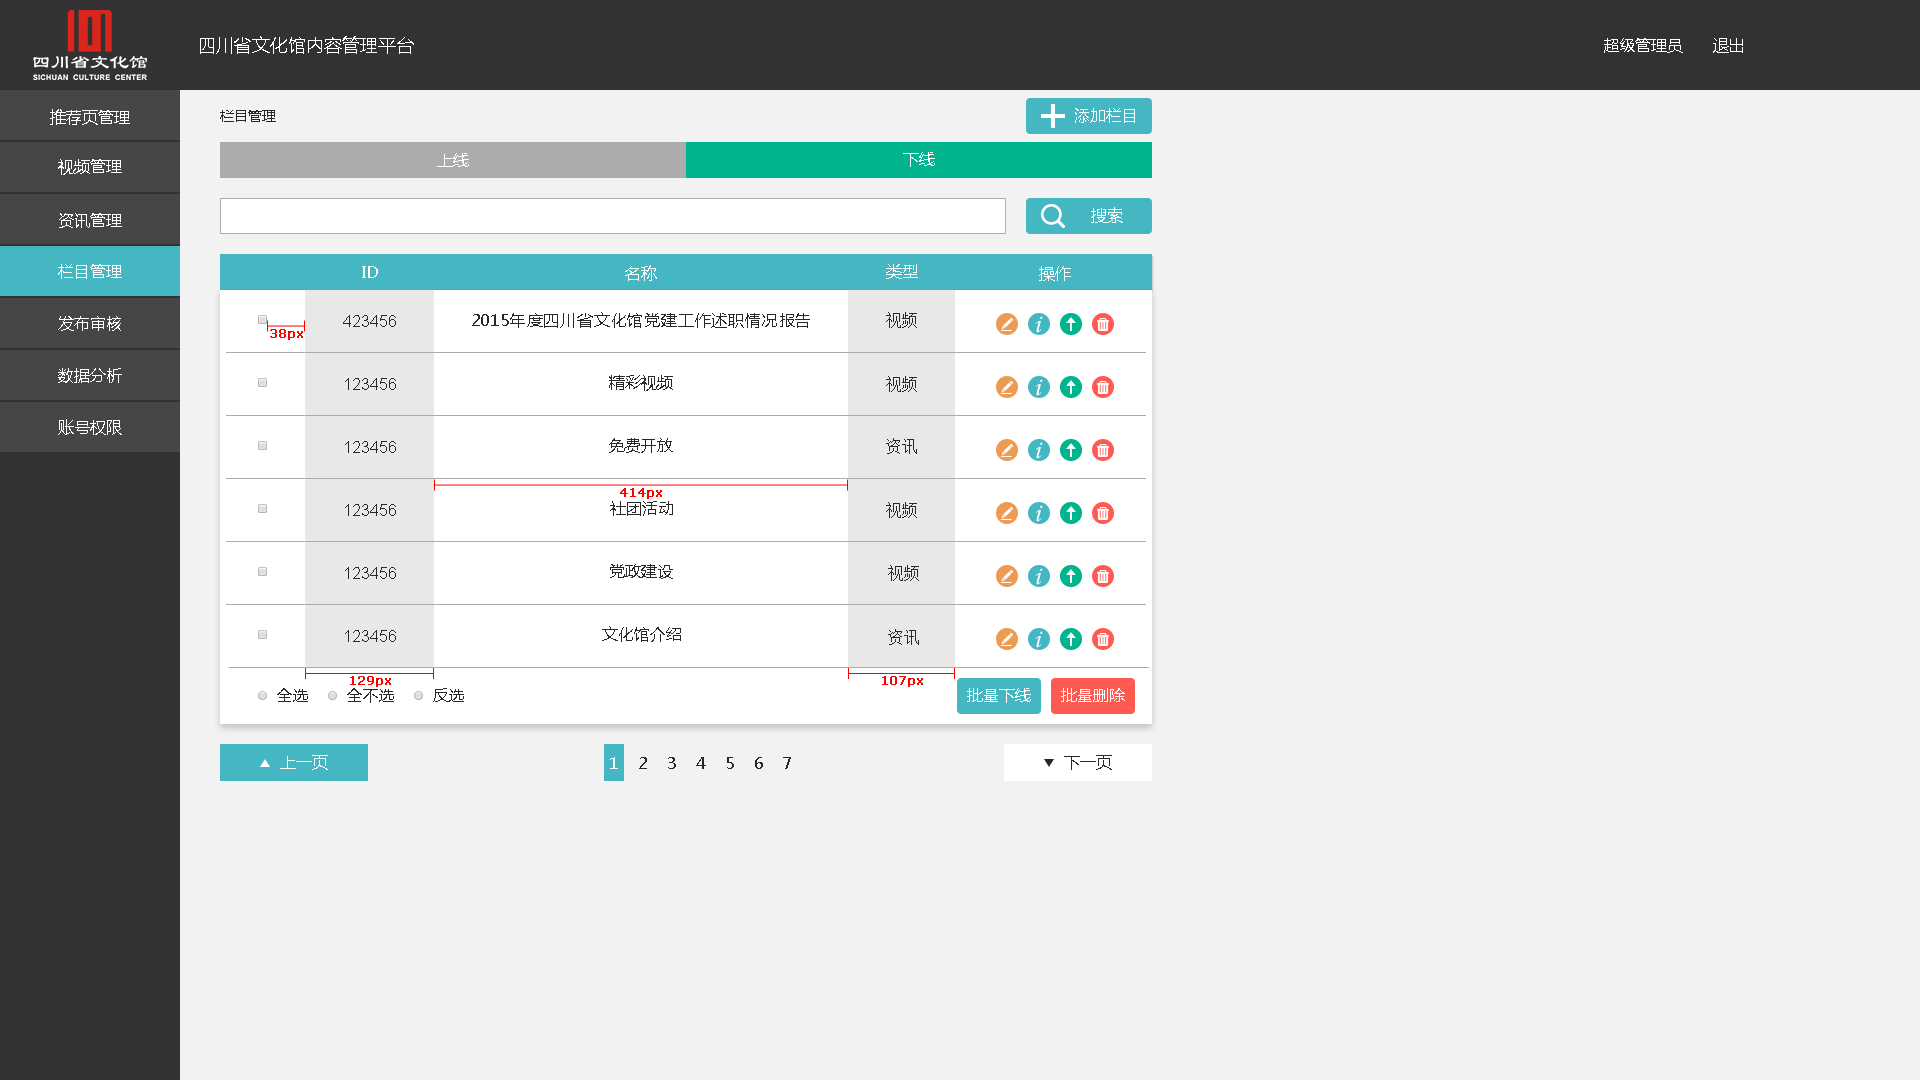 四川省文化馆
SICHUAN CULTURE CENTER
四川省文化馆内容管理平台
超级管理员 退出
推荐页管理
视频管理
资讯管理
栏目管理
发布审核
数据分析
账号权限
栏目管理 添加栏目
上线 下线
搜索
ID 名称 类型 操作
423456 2015年度四川省文化馆党建工作述职情况报告 视频
38px
123456 精彩视频 视频
123456 免费开放 资讯
414px
123456 社团活动 视频
123456 党政建设 视频
123456 文化馆介绍 资讯
129px 107px
全选 全不选 反选 批量下线 批量删除
▲ 上一页 1 2 3 4 5 6 7 ▼ 下一页